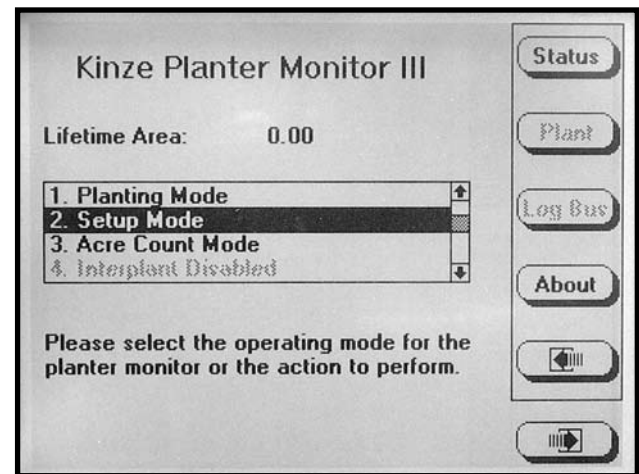 Kinze Planter Monitor III
Lifetime Area: 0.00
1. Planting Mode
2. Setup Mode
3. Acre Count Mode
4. Interplant Disabled
Please select the operating mode for the
planter monitor or the action to perform.
Status
Plant
Log Bus
About